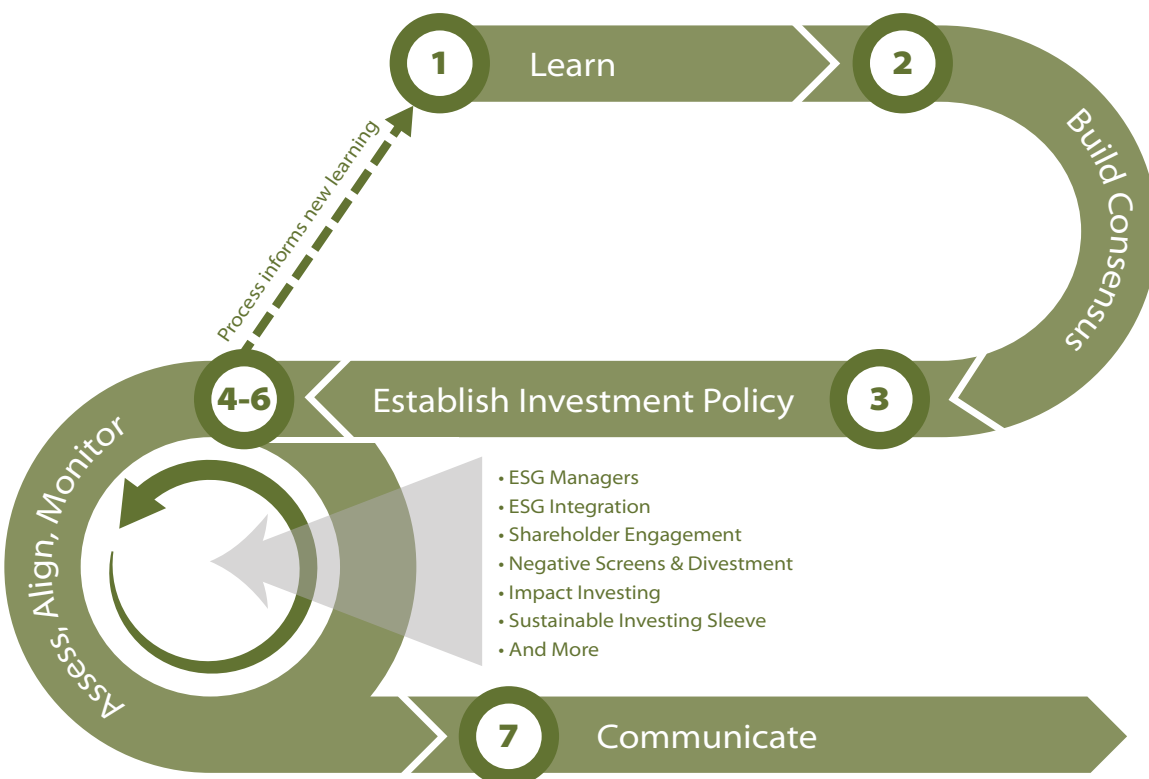 1
Learn
2
Build Consensus
Process informs new learning
3
Establish Investment Policy
4-6
Assess, Align, Monitor
• ESG Managers
• ESG Integration
• Shareholder Engagement
• Negative Screens & Divestment
• Impact Investing
• Sustainable Investing Sleeve
• And More
7
Communicate